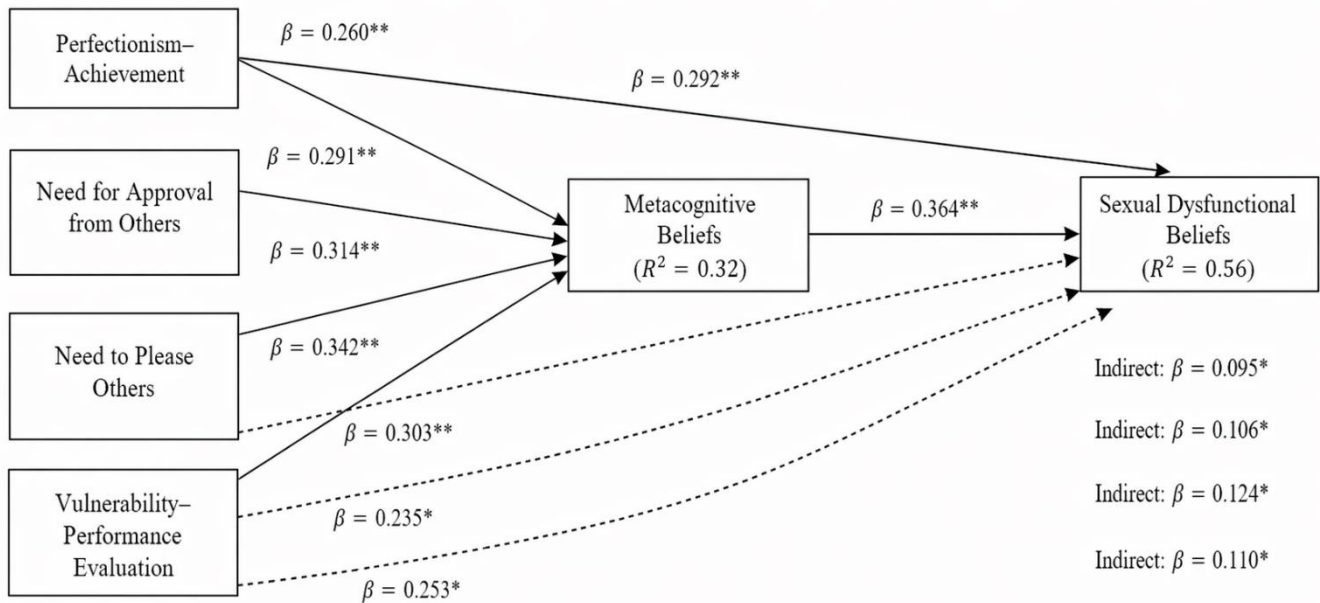 Perfectionism–
Achievement
β = 0.260**
β = 0.292**
Need for Approval
from Others
β = 0.291**
β = 0.314**
Metacognitive
Beliefs
(R² = 0.32)
β = 0.364**
Sexual Dysfunctional
Beliefs
(R² = 0.56)
Need to Please
Others
β = 0.342**
β = 0.303**
Vulnerability–
Performance
Evaluation
β = 0.235*
β = 0.253*
Indirect: β = 0.095*
Indirect: β = 0.106*
Indirect: β = 0.124*
Indirect: β = 0.110*